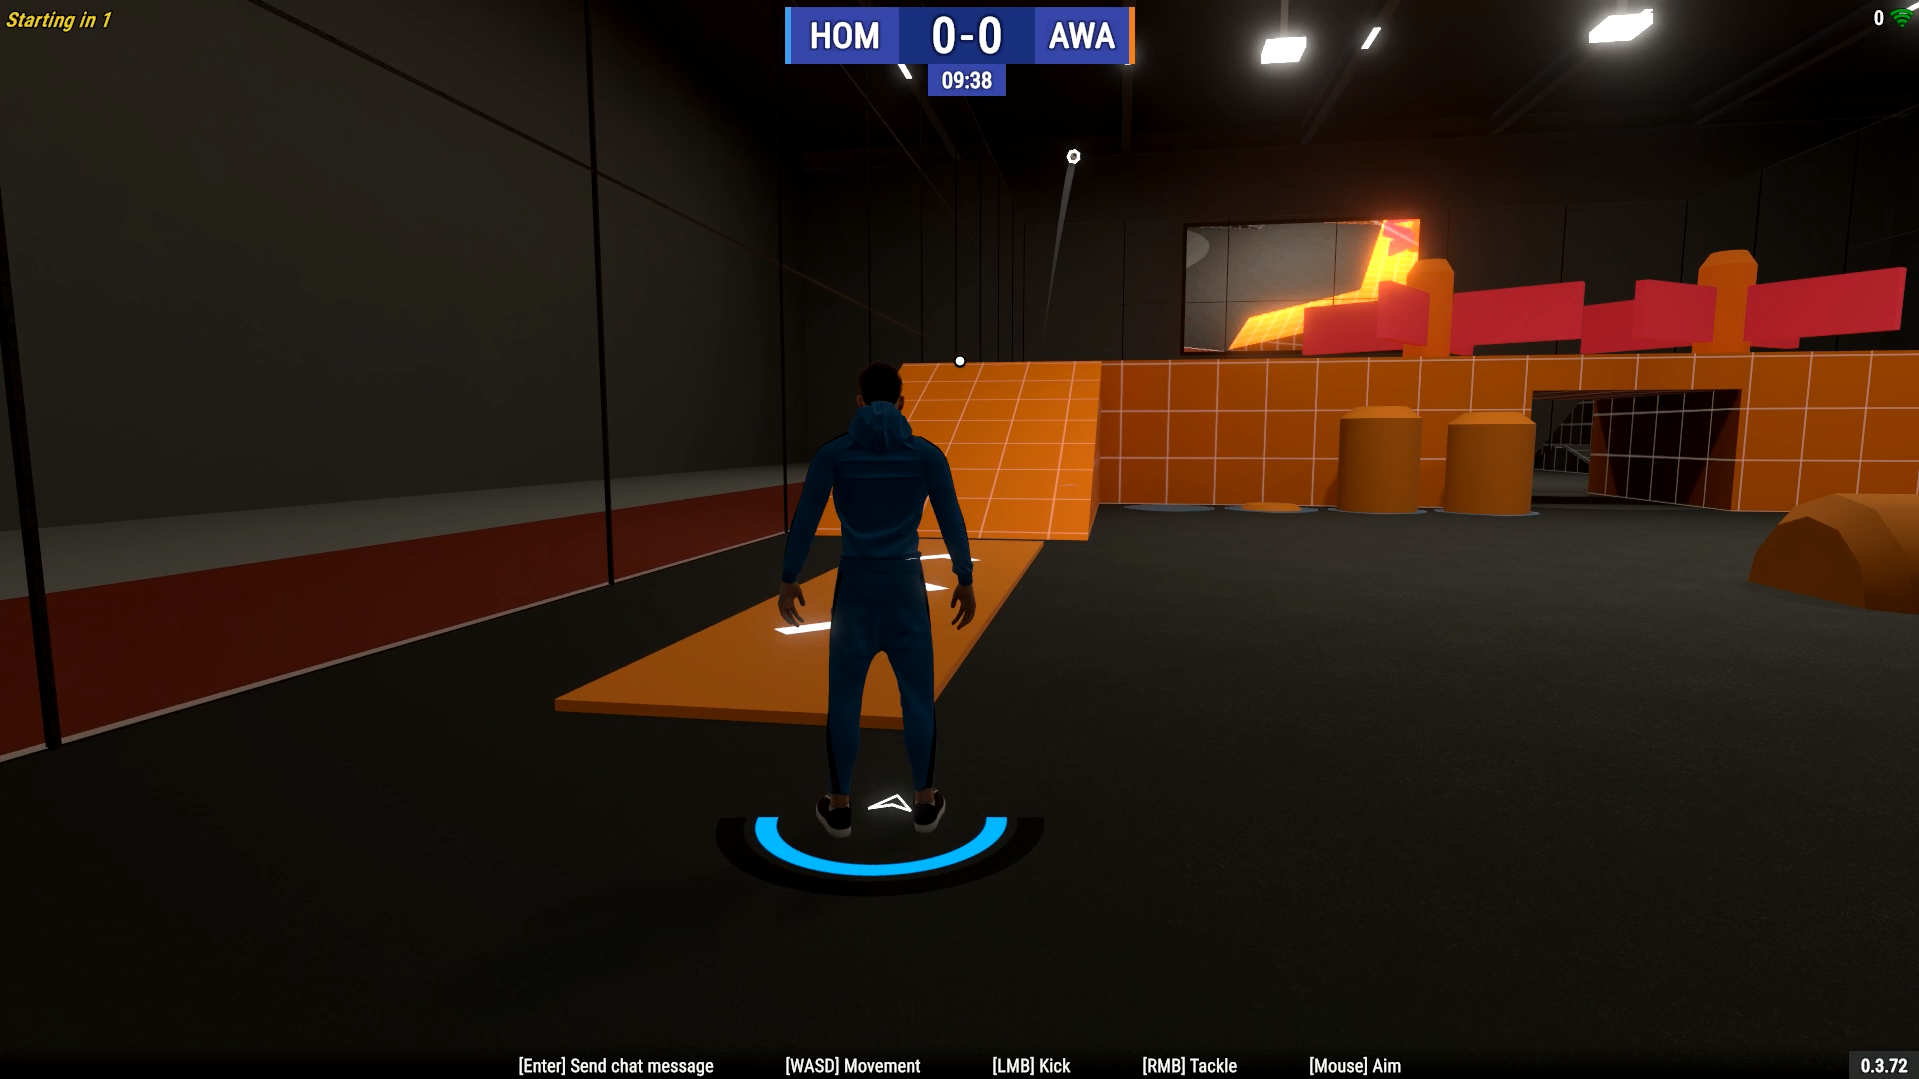 Starting in 1
HOM 0-0 AWA
09:38
0
[Enter] Send chat message [WASD] Movement [LMB] Kick [RMB] Tackle [Mouse] Aim
0.3.72